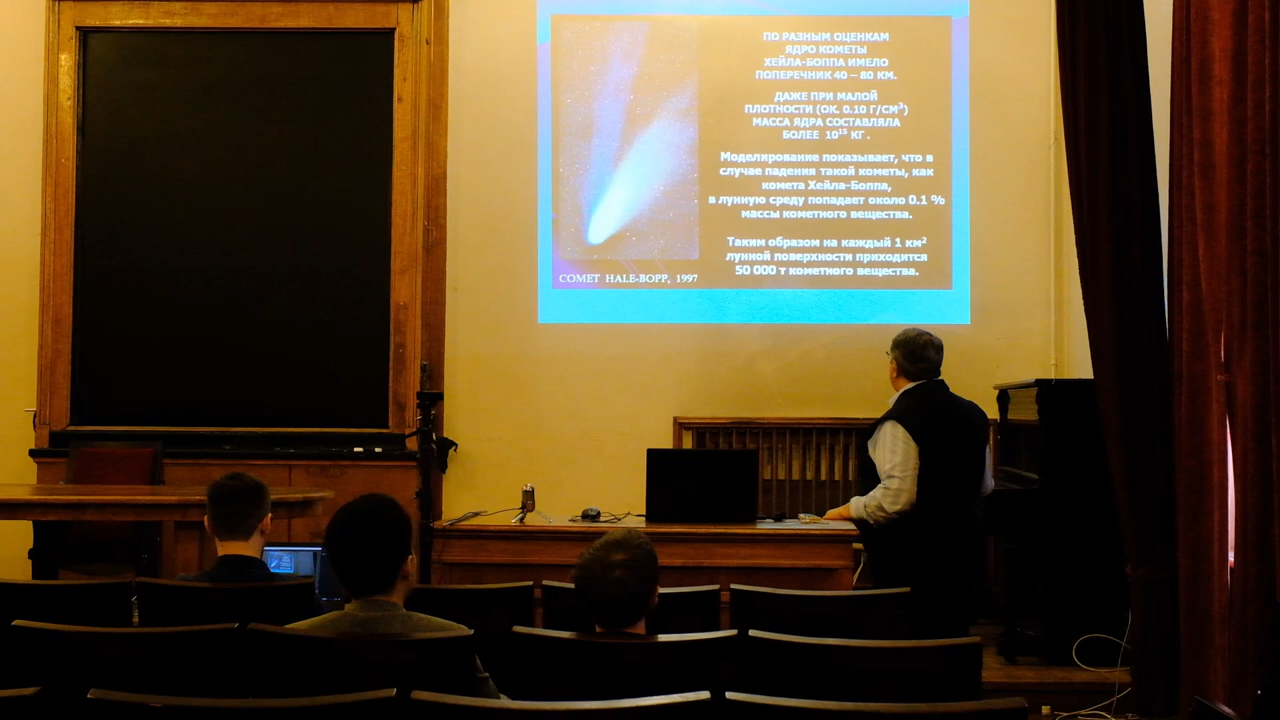 ПО РАЗНЫМ ОЦЕНКАМ
ЯДРО КОМЕТЫ
ХЕЙЛА-БОППА ИМЕЛО
ПОПЕРЕЧНИК 40 – 80 КМ.
ДАЖЕ ПРИ МАЛОЙ
ПЛОТНОСТИ (ОК. 0.10 Г/СМ³)
МАССА ЯДРА СОСТАВЛЯЛА
БОЛЕЕ 10¹⁵ КГ.
Моделирование показывает, что в
случае падения такой кометы, как
комета Хейла-Боппа,
в лунную среду попадает около 0.1 %
массы кометного вещества.
Таким образом на каждый 1 км²
лунной поверхности приходится
50 000 т кометного вещества.
COMET HALE-BOPP, 1997